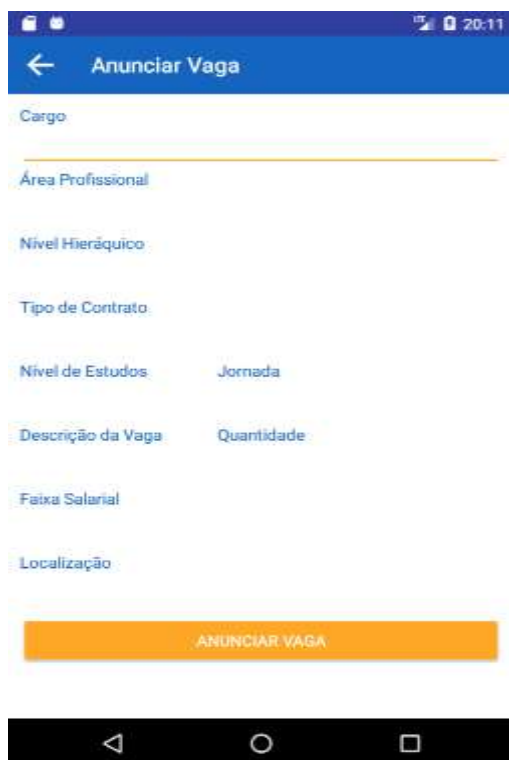 20:11
Anunciar Vaga
Cargo
Área Profissional
Nível Hieráquico
Tipo de Contrato
Nível de Estudos Jornada
Descrição da Vaga Quantidade
Faixa Salarial
Localização
ANUNCIAR VAGA